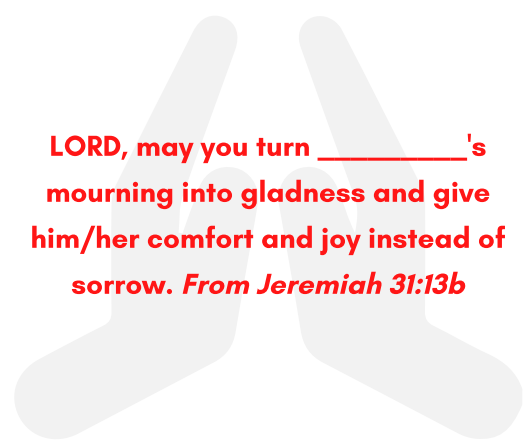 LORD, may you turn __________'s
mourning into gladness and give
him/her comfort and joy instead of
sorrow. From Jeremiah 31:13b